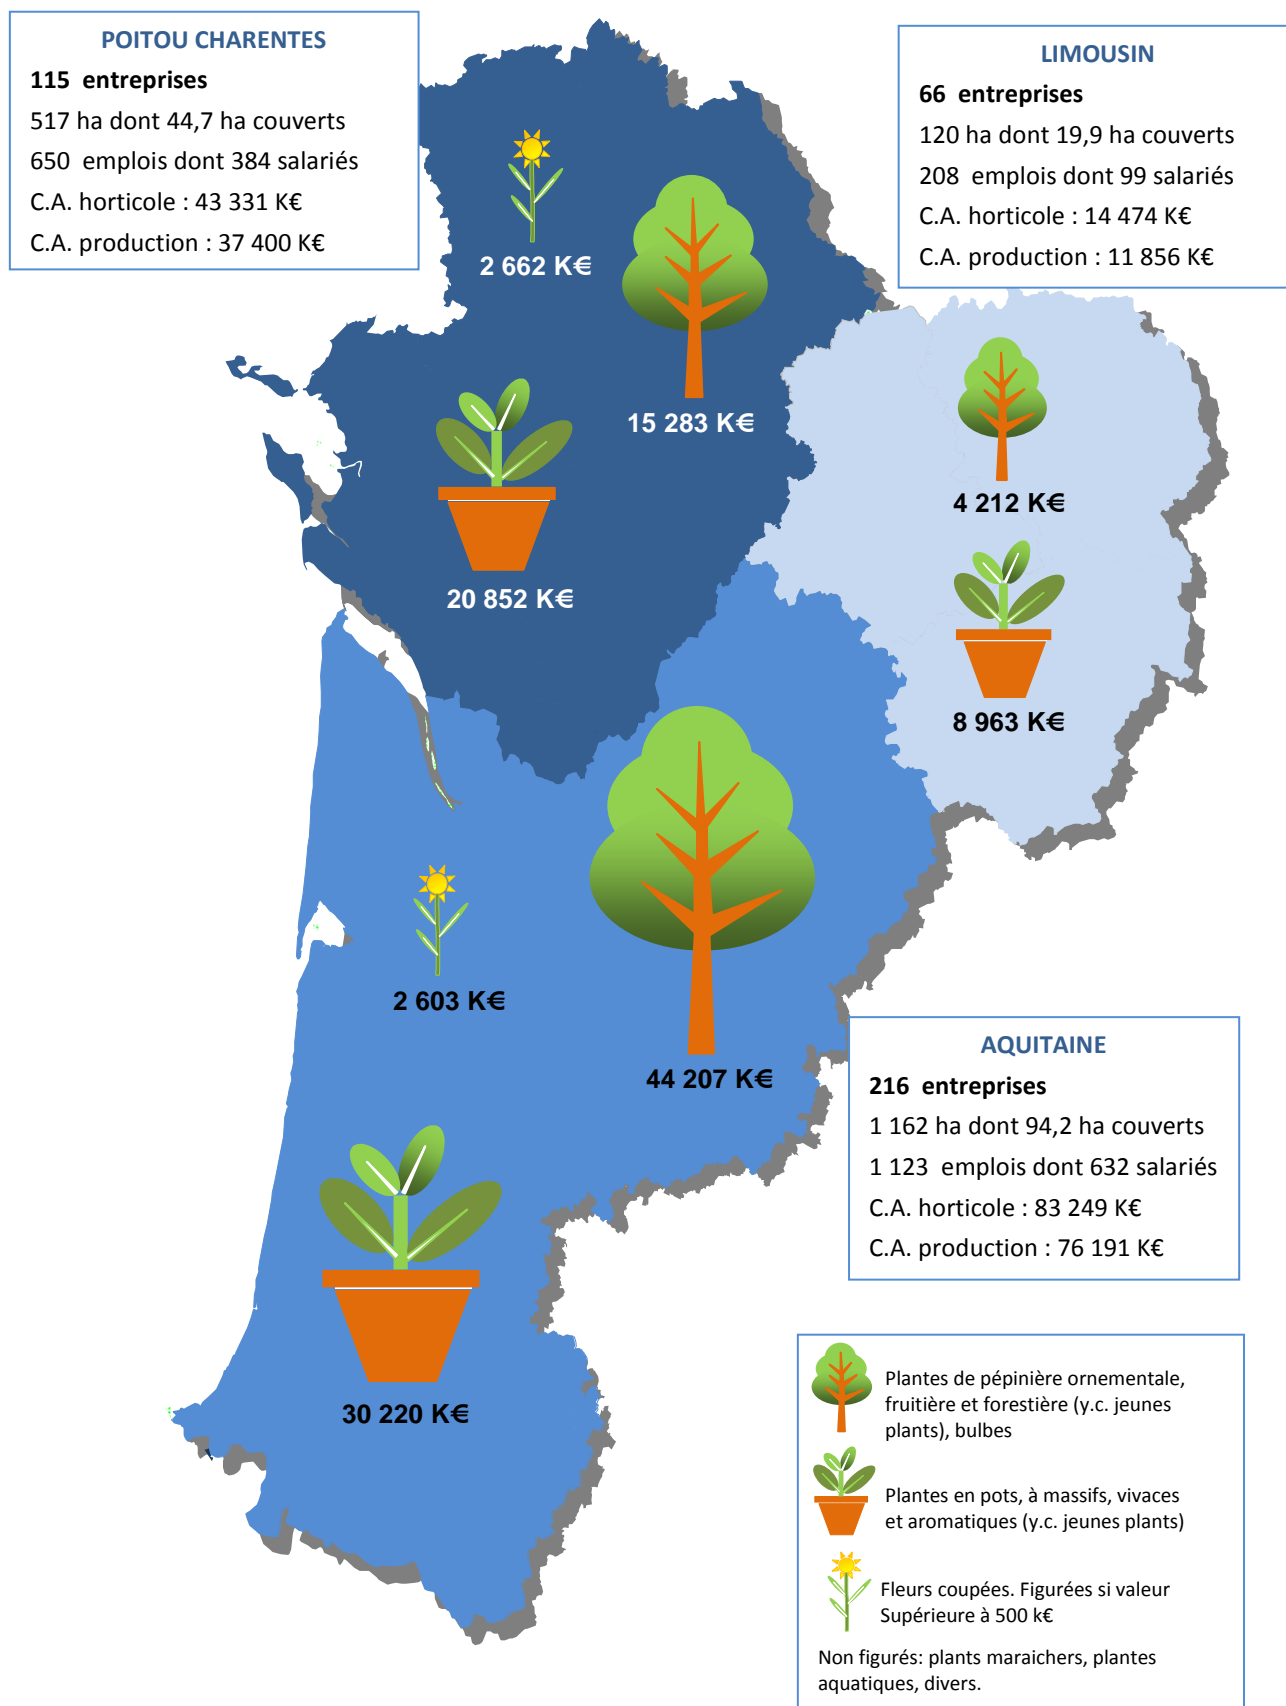 POITOU CHARENTES
115 entreprises
517 ha dont 44,7 ha couverts
650 emplois dont 384 salariés
C.A. horticole : 43 331 K€
C.A. production : 37 400 K€
LIMOUSIN
66 entreprises
120 ha dont 19,9 ha couverts
208 emplois dont 99 salariés
C.A. horticole : 14 474 K€
C.A. production : 11 856 K€
2 662 K€
15 283 K€
4 212 K€
20 852 K€
8 963 K€
2 603 K€
44 207 K€
30 220 K€
AQUITAINE
216 entreprises
1 162 ha dont 94,2 ha couverts
1 123 emplois dont 632 salariés
C.A. horticole : 83 249 K€
C.A. production : 76 191 K€
Plantes de pépinière ornementale,
fruitière et forestière (y.c. jeunes
plants), bulbes
Plantes en pots, à massifs, vivaces
et aromatiques (y.c. jeunes plants)
Fleurs coupées. Figurées si valeur
Supérieure à 500 k€
Non figurés: plants maraichers, plantes
aquatiques, divers.